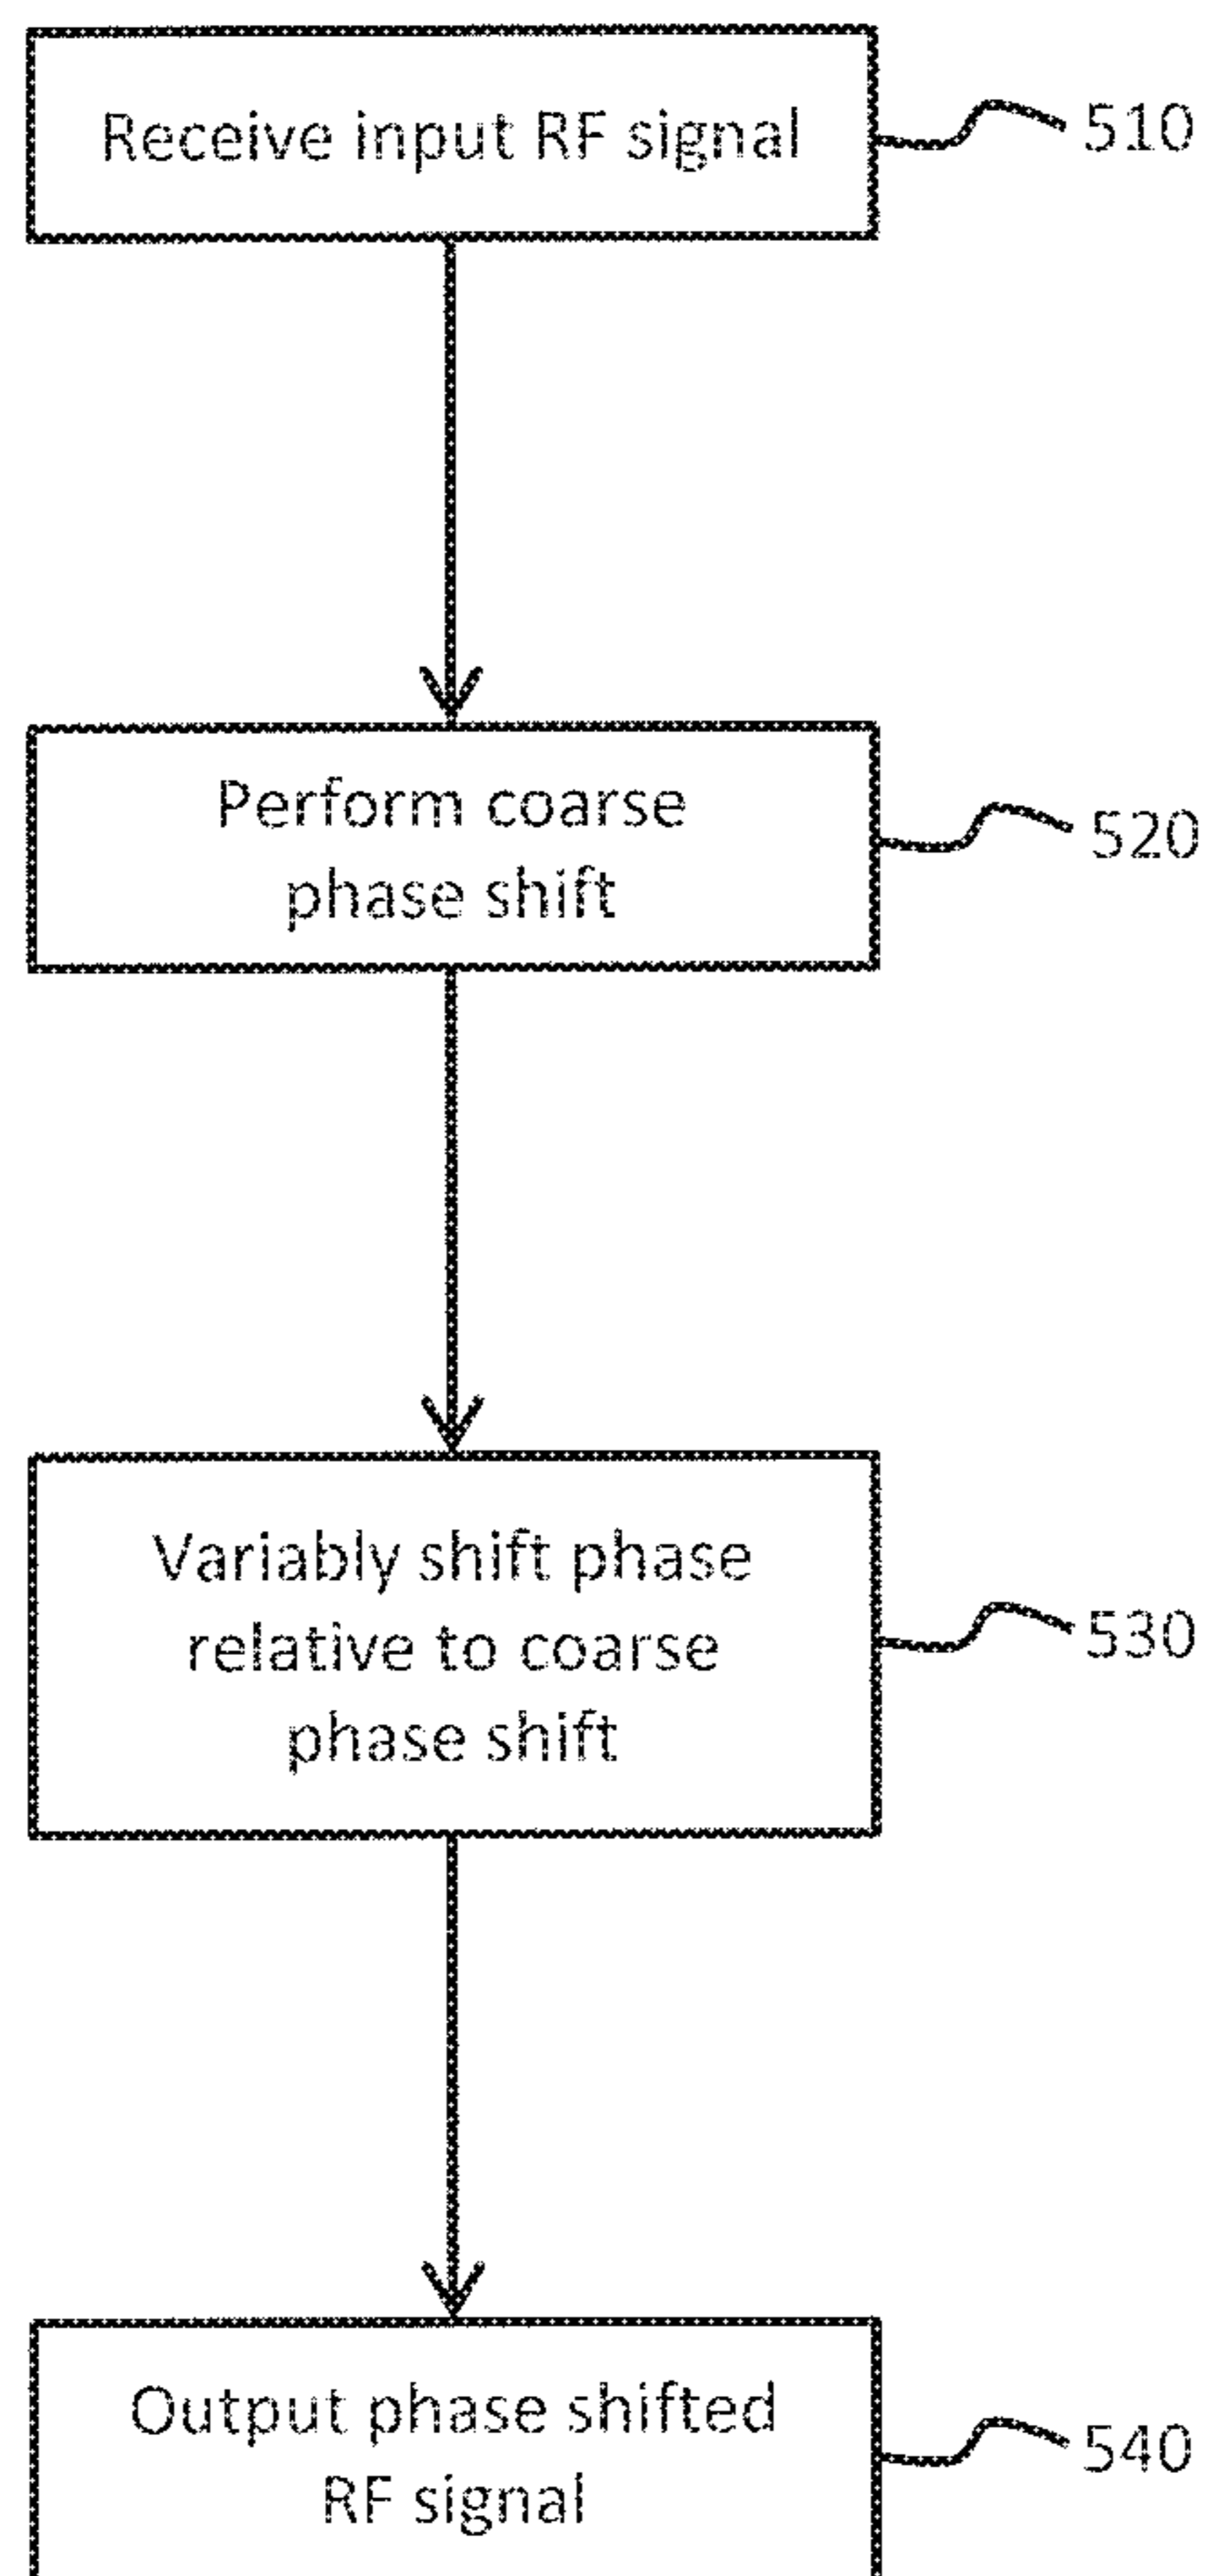 Receive input RF signal
510
Perform coarse
phase shift
520
Variably shift phase
relative to coarse
phase shift
530
Output phase shifted
RF signal
540